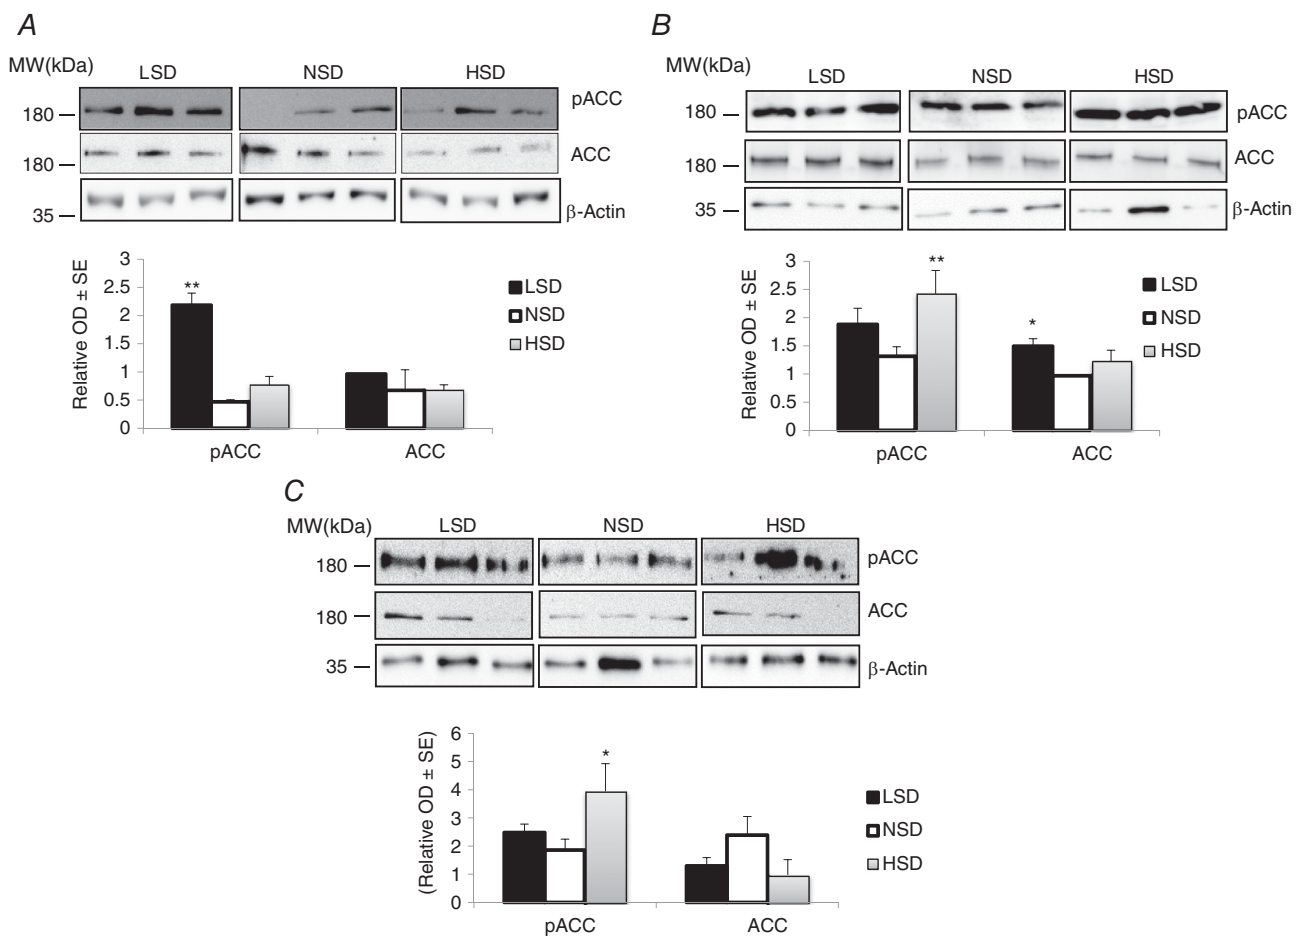 A
MW(kDa)
LSD NSD HSD
180 pACC
180 ACC
35 β-Actin
Relative OD ± SE
3
2.5
2
1.5
1
0.5
0
**
pACC ACC
LSD
NSD
HSD
B
MW(kDa)
LSD NSD HSD
180 pACC
180 ACC
35 β-Actin
Relative OD ± SE
3
2.5
2
1.5
1
0.5
0
**
*
pACC ACC
LSD
NSD
HSD
C
MW(kDa)
LSD NSD HSD
180 pACC
180 ACC
35 β-Actin
(Relative OD ± SE)
6
5
4
3
2
1
0
*
pACC ACC
LSD
NSD
HSD